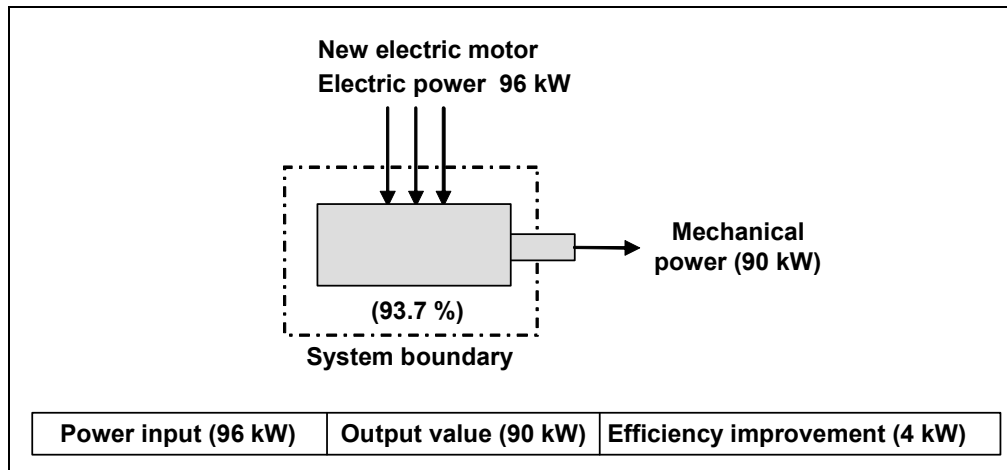 New electric motor
Electric power 96 kW
Mechanical
power (90 kW)
(93.7 %)
System boundary
Power input (96 kW) Output value (90 kW) Efficiency improvement (4 kW)